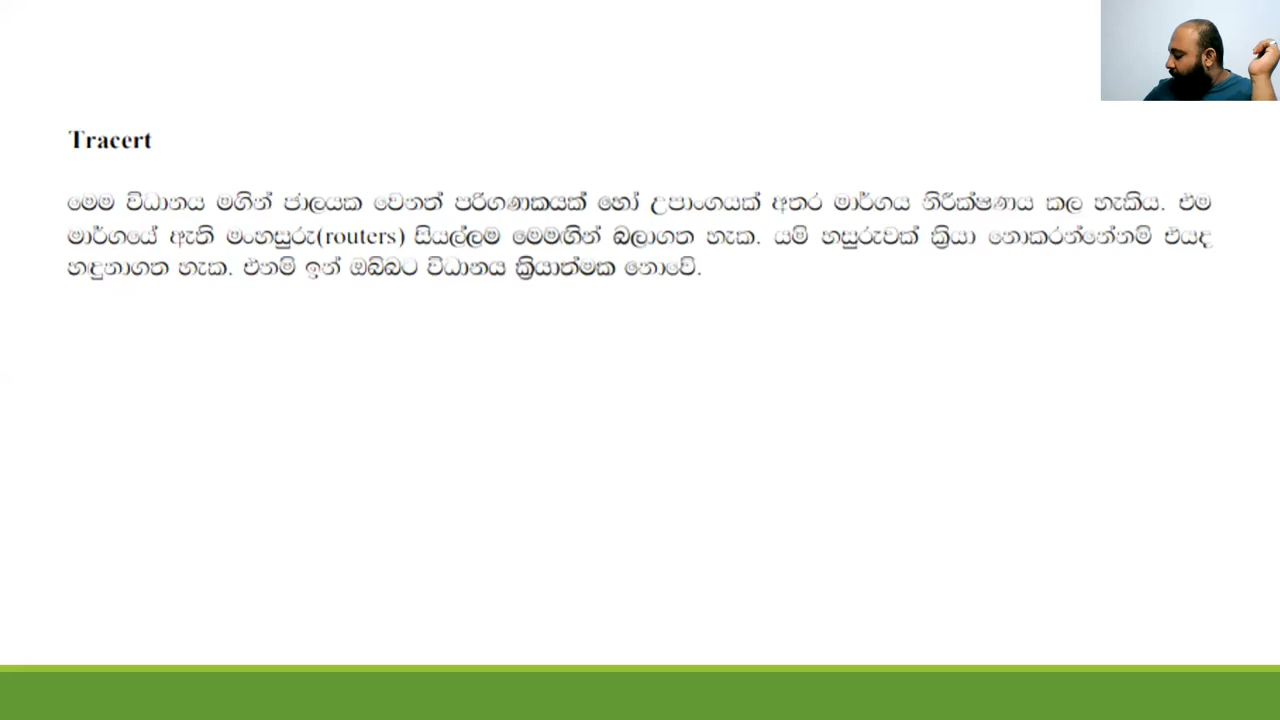 Tracert
මෙම විධානය මගින් ජාලයක වෙනත් පරිගණකයක් හෝ උපාංගයක් අතර මාර්ගය නිරීක්ෂණය කල හැකිය. එම
මාර්ගයේ ඇති මංහසුරු(routers) සියල්ලම මෙමඟින් බලාගත හැක. යම් හසුරුවක් ක්‍රියා නොකරන්නේනම් එයද
හඳුනාගත හැක. එනම් ඉන් ඔබ්බට විධානය ක්‍රියාත්මක නොවේ.